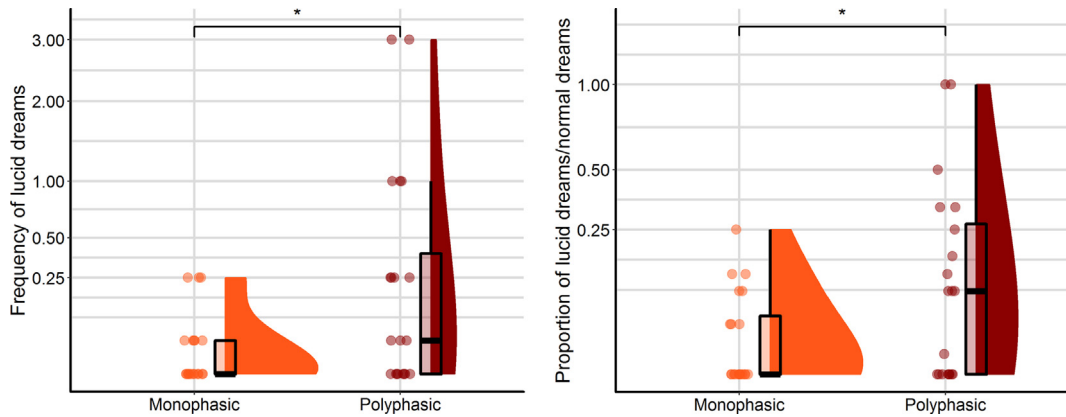 *
Frequency of lucid dreams
3.00
2.00
1.00
0.50
0.25
Monophasic
Polyphasic
*
Proportion of lucid dreams/normal dreams
1.00
0.50
0.25
Monophasic
Polyphasic